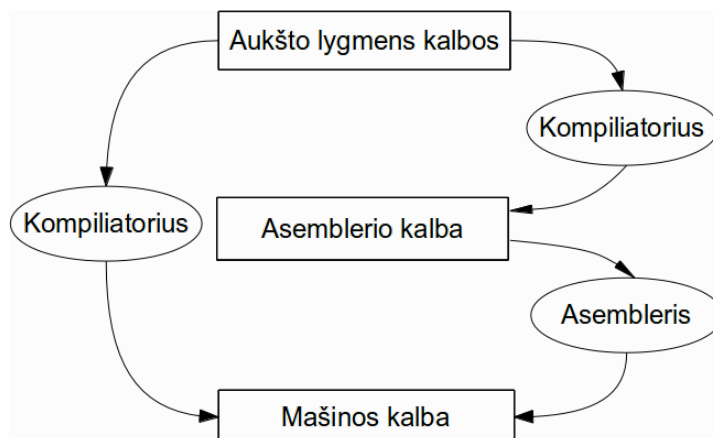 Aukšto lygmens kalbos
Kompiliatorius
Kompiliatorius
Asemblerio kalba
Asembleris
Mašinos kalba